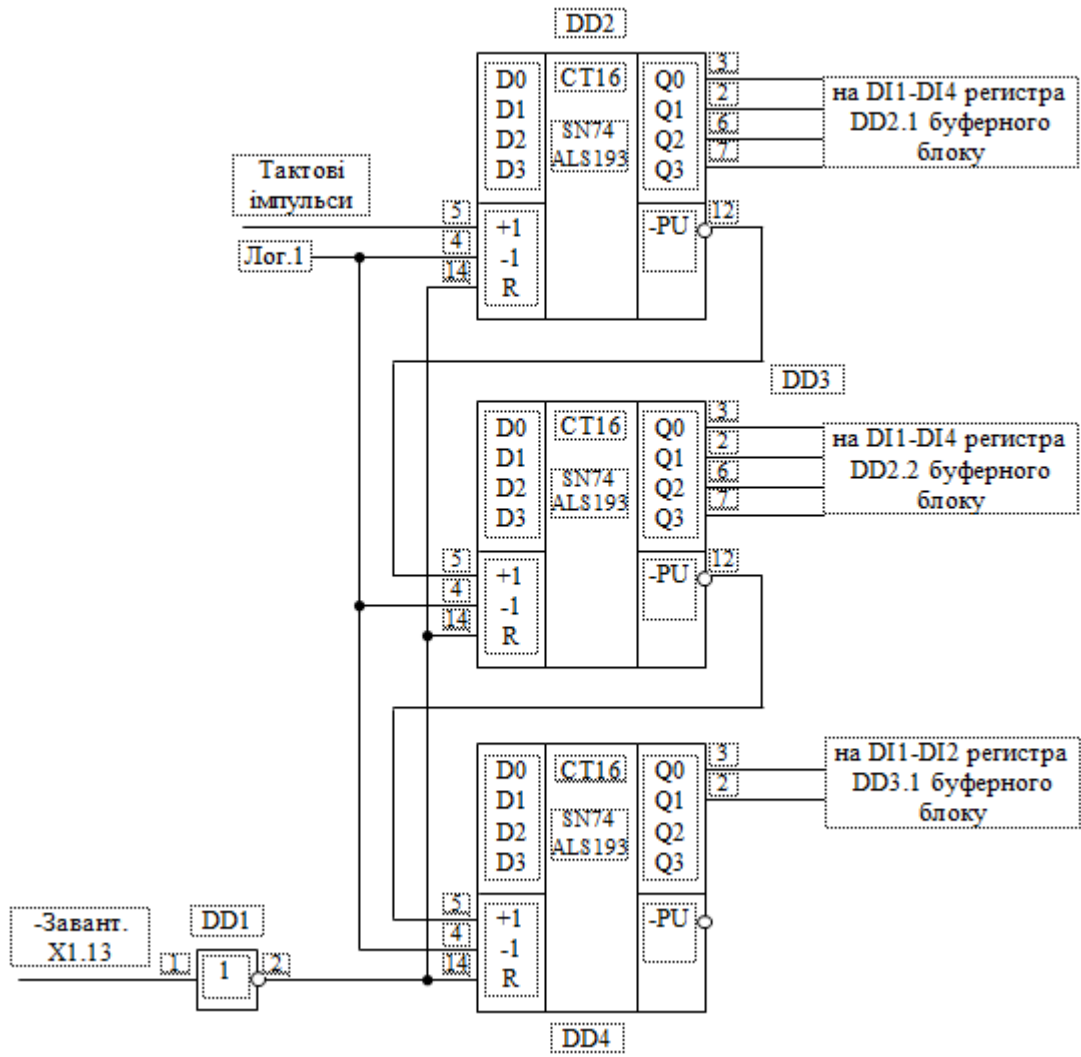 DD2
D0
D1
D2
D3
CT16
SN74
ALS193
Q0
Q1
Q2
Q3
3
2
6
7
на DI1-DI4 регистра
DD2.1 буферного
блоку
Тактові
імпульси
Лог.1
5
4
14
+1
-1
R
-PU
12
DD3
D0
D1
D2
D3
CT16
SN74
ALS193
Q0
Q1
Q2
Q3
3
2
6
7
на DI1-DI4 регистра
DD2.2 буферного
блоку
5
4
14
+1
-1
R
-PU
12
D0
D1
D2
D3
CT16
SN74
ALS193
Q0
Q1
Q2
Q3
3
2
на DI1-DI2 регистра
DD3.1 буферного
блоку
5
4
14
+1
-1
R
-PU
-Завант.
X1.13
DD1
1
1
2
DD4